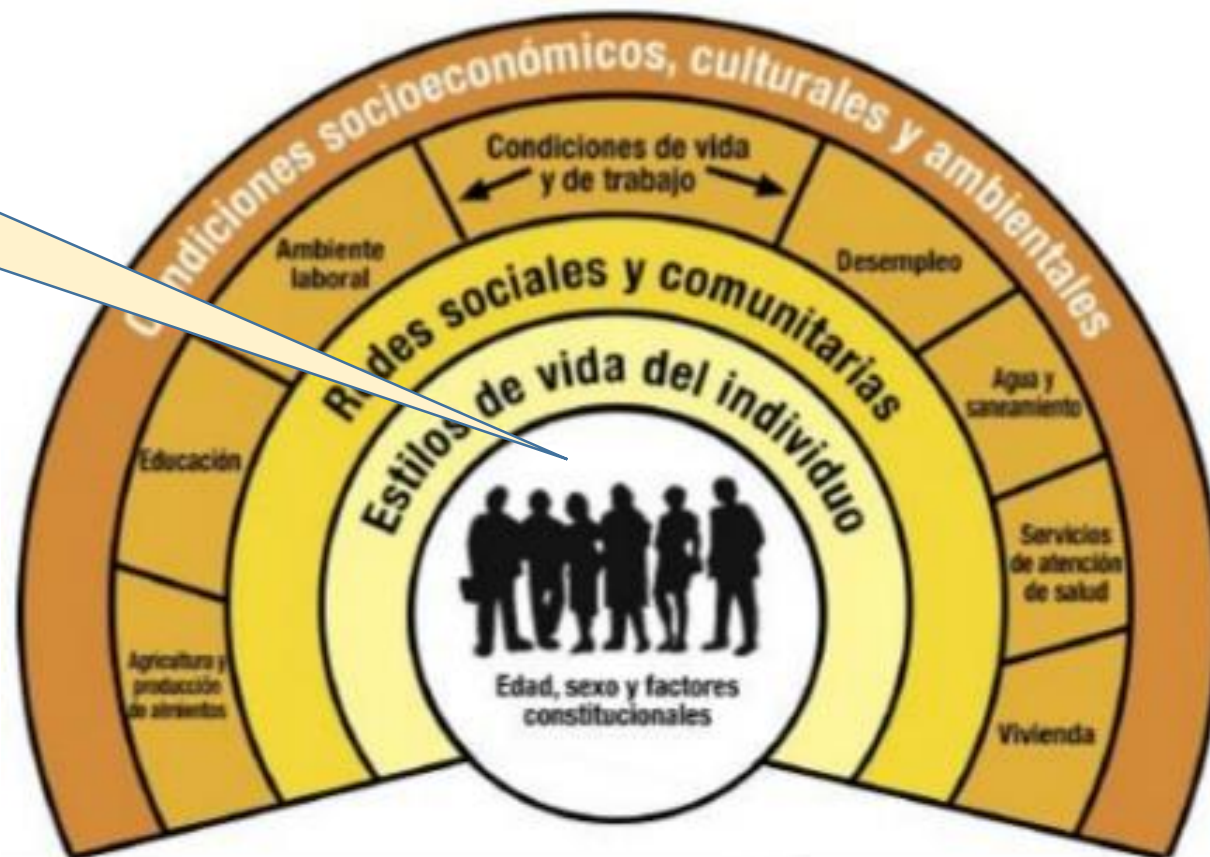 Condiciones socioeconómicos, culturales y ambientales
Condiciones de vida
y de trabajo
Ambiente
laboral
Desempleo
Redes sociales y comunitarias
Estilos de vida del individuo
Agua y
saneamiento
Educación
Servicios
de atención
de salud
Agricultura y
producción
de alimentos
Vivienda
Edad, sexo y factores
constitucionales